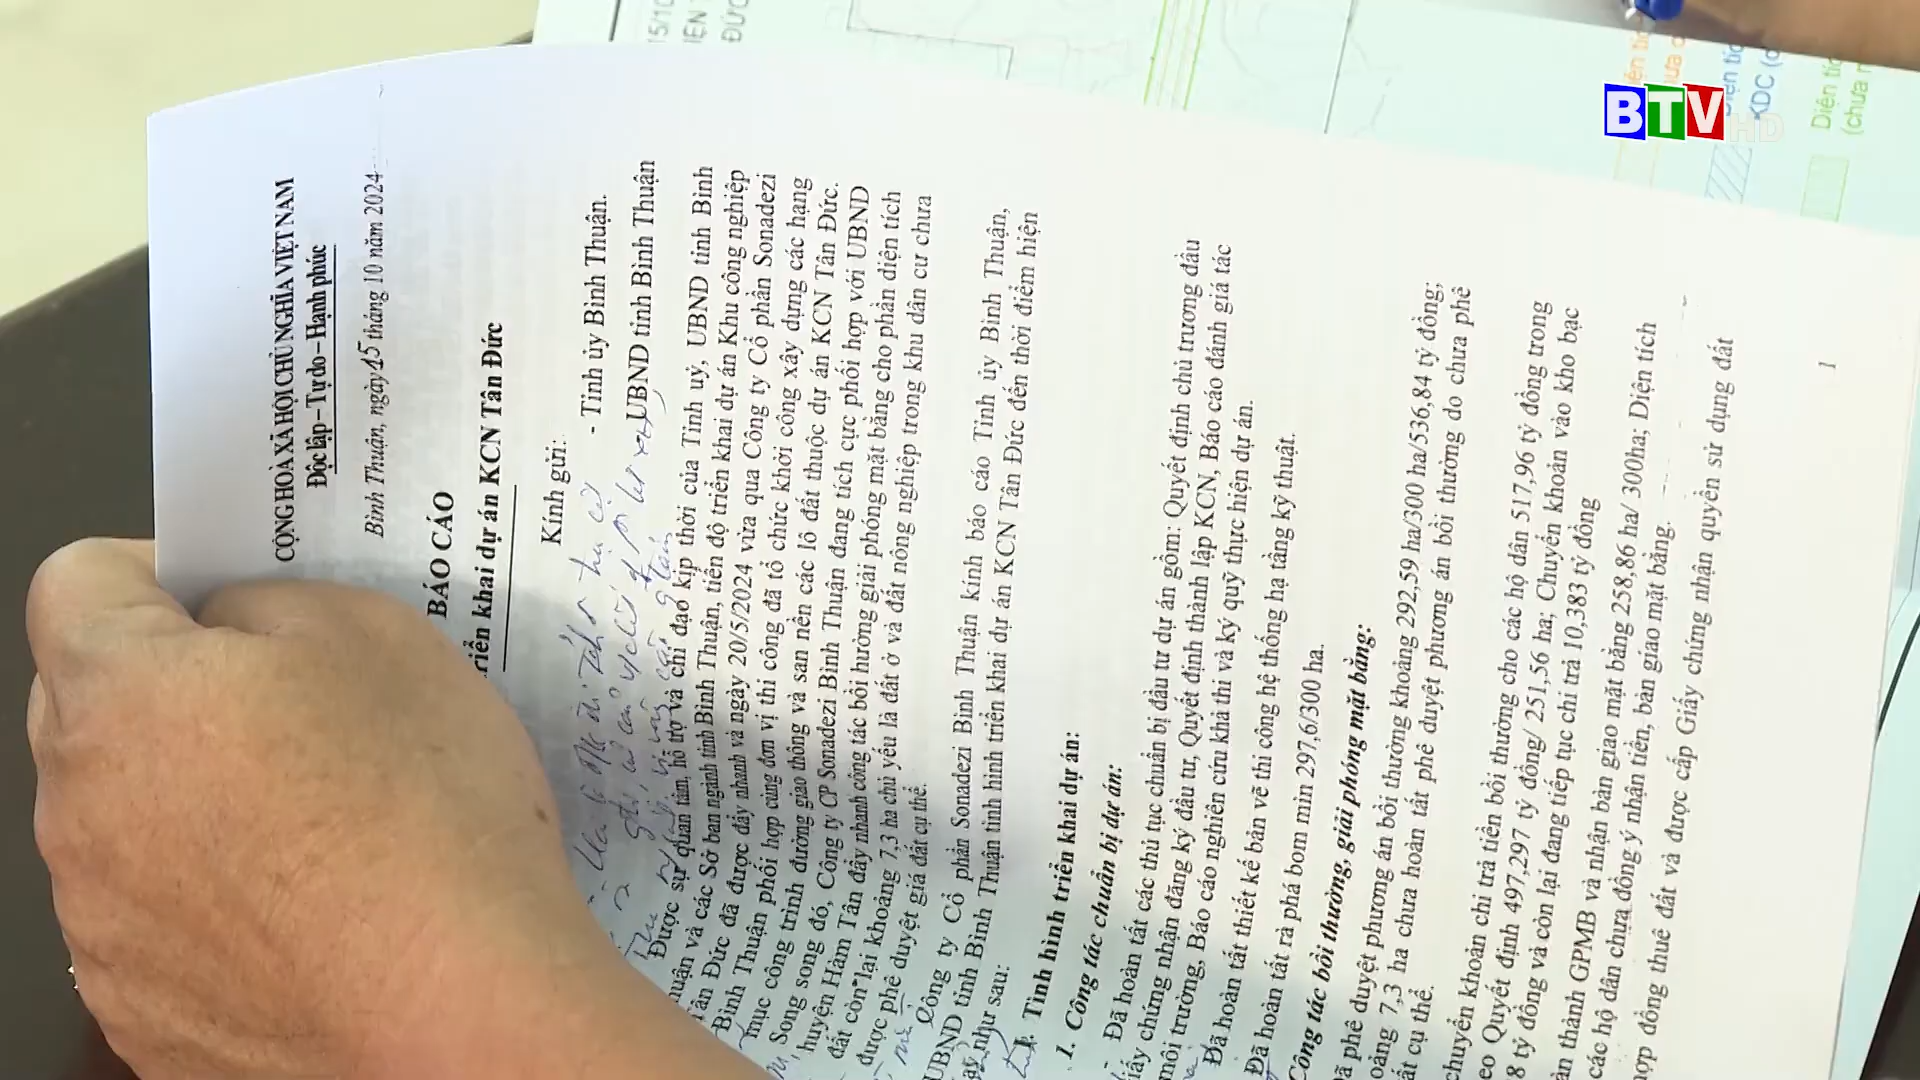 CỘNG HOÀ XÃ HỘI CHỦ NGHĨA VIỆT NAM
Độc lập – Tự do – Hạnh phúc
Bình Thuận, ngày 15 tháng 10 năm 2024
BÁO CÁO
triển khai dự án KCN Tân Đức
Kính gửi:
- Tỉnh ủy Bình Thuận.
- UBND tỉnh Bình Thuận
Được sự quan tâm, hỗ trợ và chỉ đạo kịp thời của Tỉnh uỷ, UBND tỉnh Bình
Thuận và các Sở ban ngành tỉnh Bình Thuận, tiến độ triển khai dự án Khu công nghiệp
Tân Đức đã được đẩy nhanh và ngày 20/5/2024 vừa qua Công ty Cổ phần Sonadezi
Bình Thuận phối hợp cùng đơn vị thi công đã tổ chức khởi công xây dựng các hạng
mục công trình đường giao thông và san nền các lô đất thuộc dự án KCN Tân Đức.
Song song đó, Công ty CP Sonadezi Bình Thuận đang tích cực phối hợp với UBND
huyện Hàm Tân đẩy nhanh công tác bồi thường giải phóng mặt bằng cho phần diện tích
đất còn lại khoảng 7,3 ha chủ yếu là đất ở và đất nông nghiệp trong khu dân cư chưa
được phê duyệt giá đất cụ thể.
Công ty Cổ phần Sonadezi Bình Thuận kính báo cáo Tỉnh ủy Bình Thuận,
UBND tỉnh Bình Thuận tình hình triển khai dự án KCN Tân Đức đến thời điểm hiện
nay như sau:
I. Tình hình triển khai dự án:
1. Công tác chuẩn bị dự án:
Đã hoàn tất các thủ tục chuẩn bị đầu tư dự án gồm: Quyết định chủ trương đầu
giấy chứng nhận đăng ký đầu tư, Quyết định thành lập KCN, Báo cáo đánh giá tác
môi trường, Báo cáo nghiên cứu khả thi và ký quỹ thực hiện dự án.
Đã hoàn tất thiết kế bản vẽ thi công hệ thống hạ tầng kỹ thuật.
Đã hoàn tất rà phá bom mìn 297,6/300 ha.
Công tác bồi thường, giải phóng mặt bằng:
Đã phê duyệt phương án bồi thường khoảng 292,59 ha/300 ha/536,84 tỷ đồng;
khoảng 7,3 ha chưa hoàn tất phê duyệt phương án bồi thường do chưa phê
đất cụ thể.
chuyển khoản chi trả tiền bồi thường cho các hộ dân 517,96 tỷ đồng trong
theo Quyết định 497,297 tỷ đồng/ 251,56 ha; Chuyển khoản vào kho bạc
8 tỷ đồng và còn lại đang tiếp tục chi trả 10,383 tỷ đồng
hoàn thành GPMB và nhận bàn giao mặt bằng 258,86 ha/ 300ha; Diện tích
các hộ dân chưa đồng ý nhận tiền, bàn giao mặt bằng.
hợp đồng thuê đất và được cấp Giấy chứng nhận quyền sử dụng đất
1
BTV HD
Diện tích
KDC
Diện tí
(chưa
ĐỨC